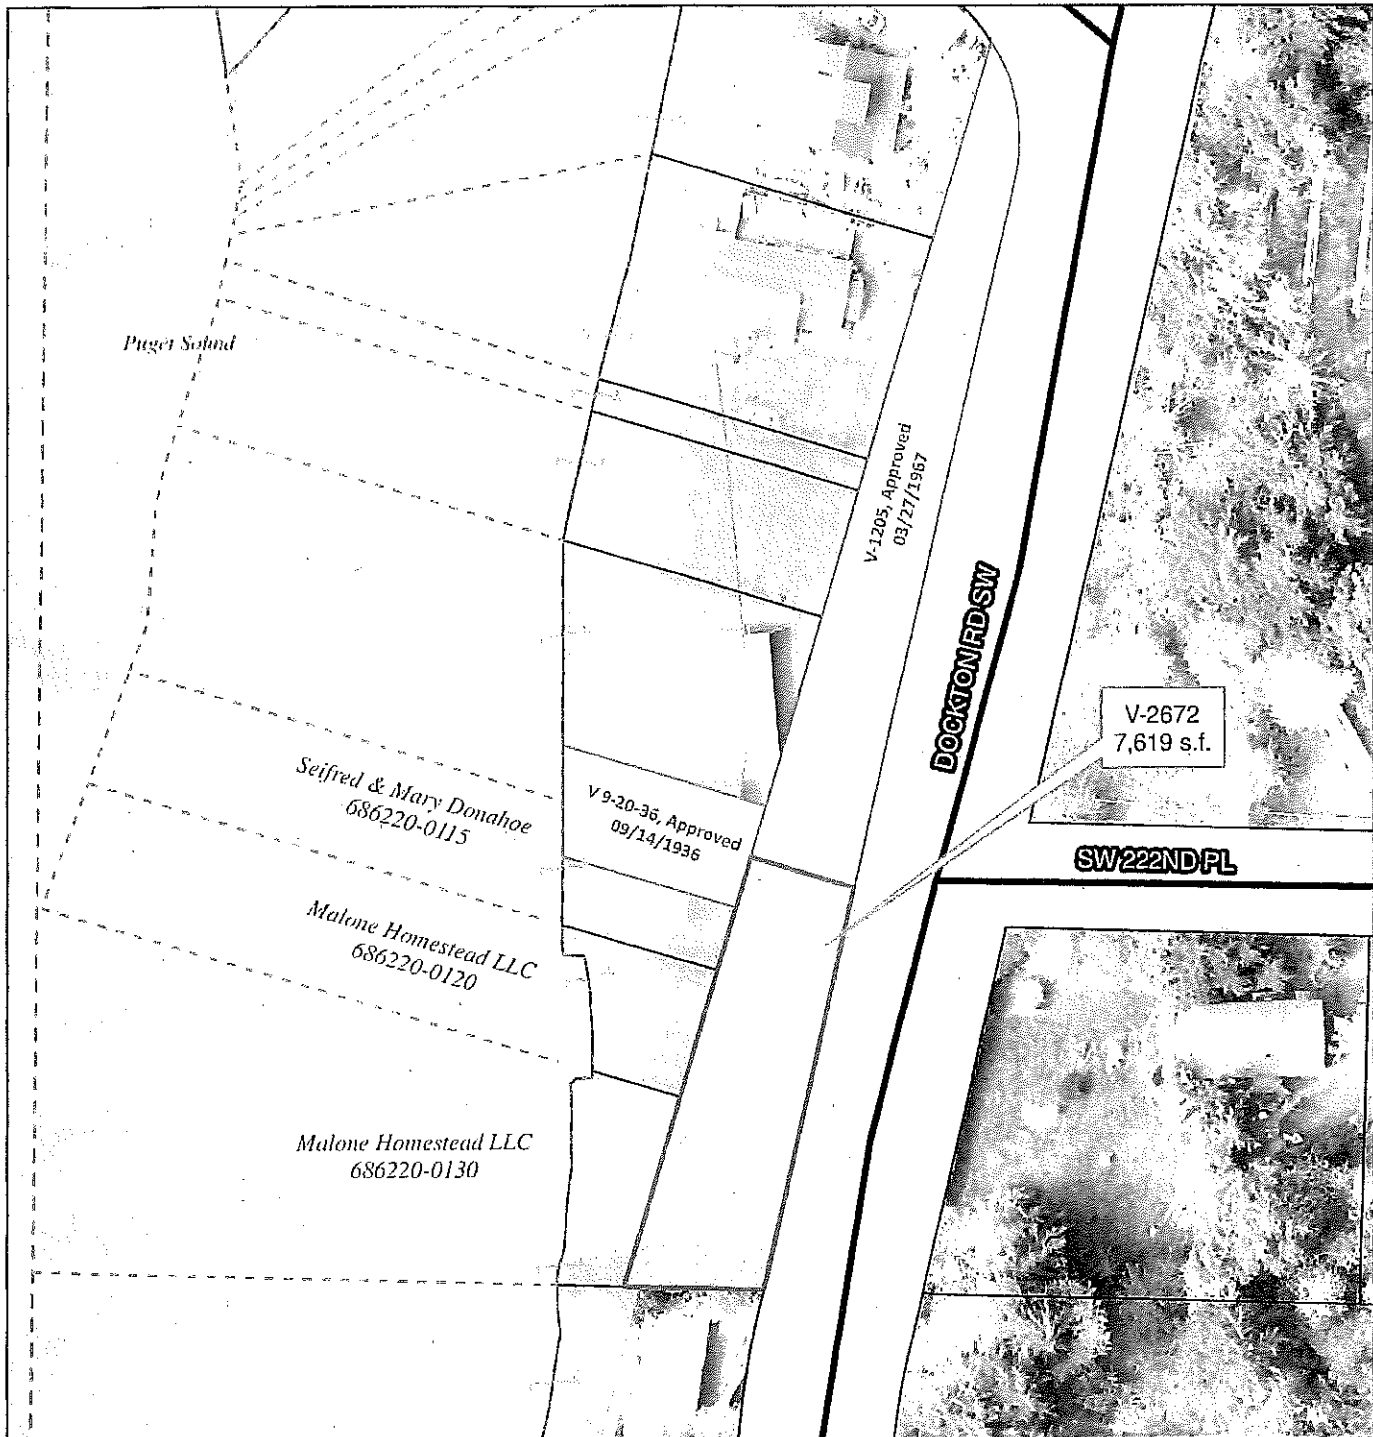 Puget Sound
V-1205, Approved
03/27/1967
DOCKTON RD SW
V-2672
7,619 s.f.
Seifred & Mary Donahoe
686220-0115
V 9-20-36, Approved
09/14/1936
SW 222ND PL
Malone Homestead LLC
686220-0120
Malone Homestead LLC
686220-0130